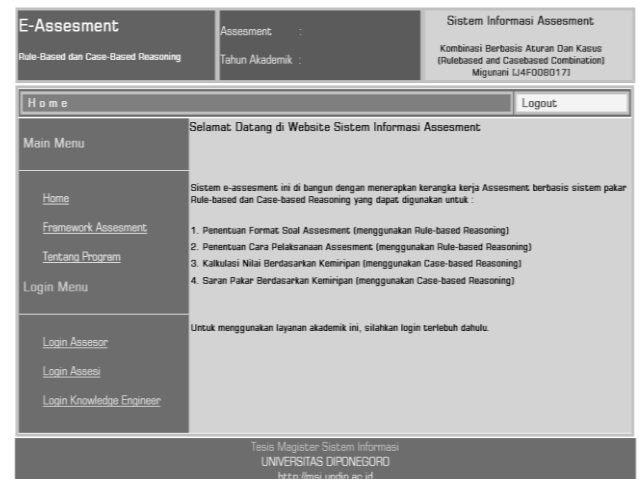 E-Assesment
Rule-Based dan Case-Based Reasoning
Assesment :
Tahun Akademik :
Sistem Informasi Assesment
Kombinasi Berbasis Aturan Dan Kasus
(Rulebased and Casebased Combination)
Migunani [J4F008017]
Home
Logout
Main Menu
Home
Framework Assesment
Tentang Program
Login Menu
Login Assesor
Login Assesi
Login Knowledge Engineer
Selamat Datang di Website Sistem Informasi Assesment
Sistem e-assesment ini di bangun dengan menerapkan kerangka kerja Assesment berbasis sistem pakar
Rule-based dan Case-based Reasoning yang dapat digunakan untuk :
1. Penentuan Format Soal Assesment (menggunakan Rule-based Reasoning)
2. Penentuan Cara Pelaksanaan Assesment (menggunakan Rule-based Reasoning)
3. Kalkulasi Nilai Berdasarkan Kemiripan (menggunakan Case-based Reasoning)
4. Saran Pakar Berdasarkan Kemiripan (menggunakan Case-based Reasoning)
Untuk menggunakan layanan akademik ini, silahkan login terlebih dahulu.
Tesis Magister Sistem Informasi
UNIVERSITAS DIPONEGORO
http://msi.undip.ac.id